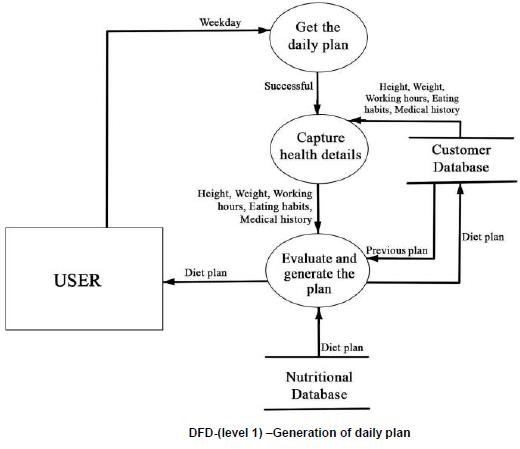 Weekday
Get the
daily plan
Successful
Height, Weight,
Working hours, Eating
habits, Medical history
Capture
health details
Customer
Database
Height, Weight, Working
hours, Eating habits,
Medical history
Previous plan
Diet plan
Evaluate and
generate the
plan
Diet plan
USER
Diet plan
Nutritional
Database
DFD-(level 1) –Generation of daily plan